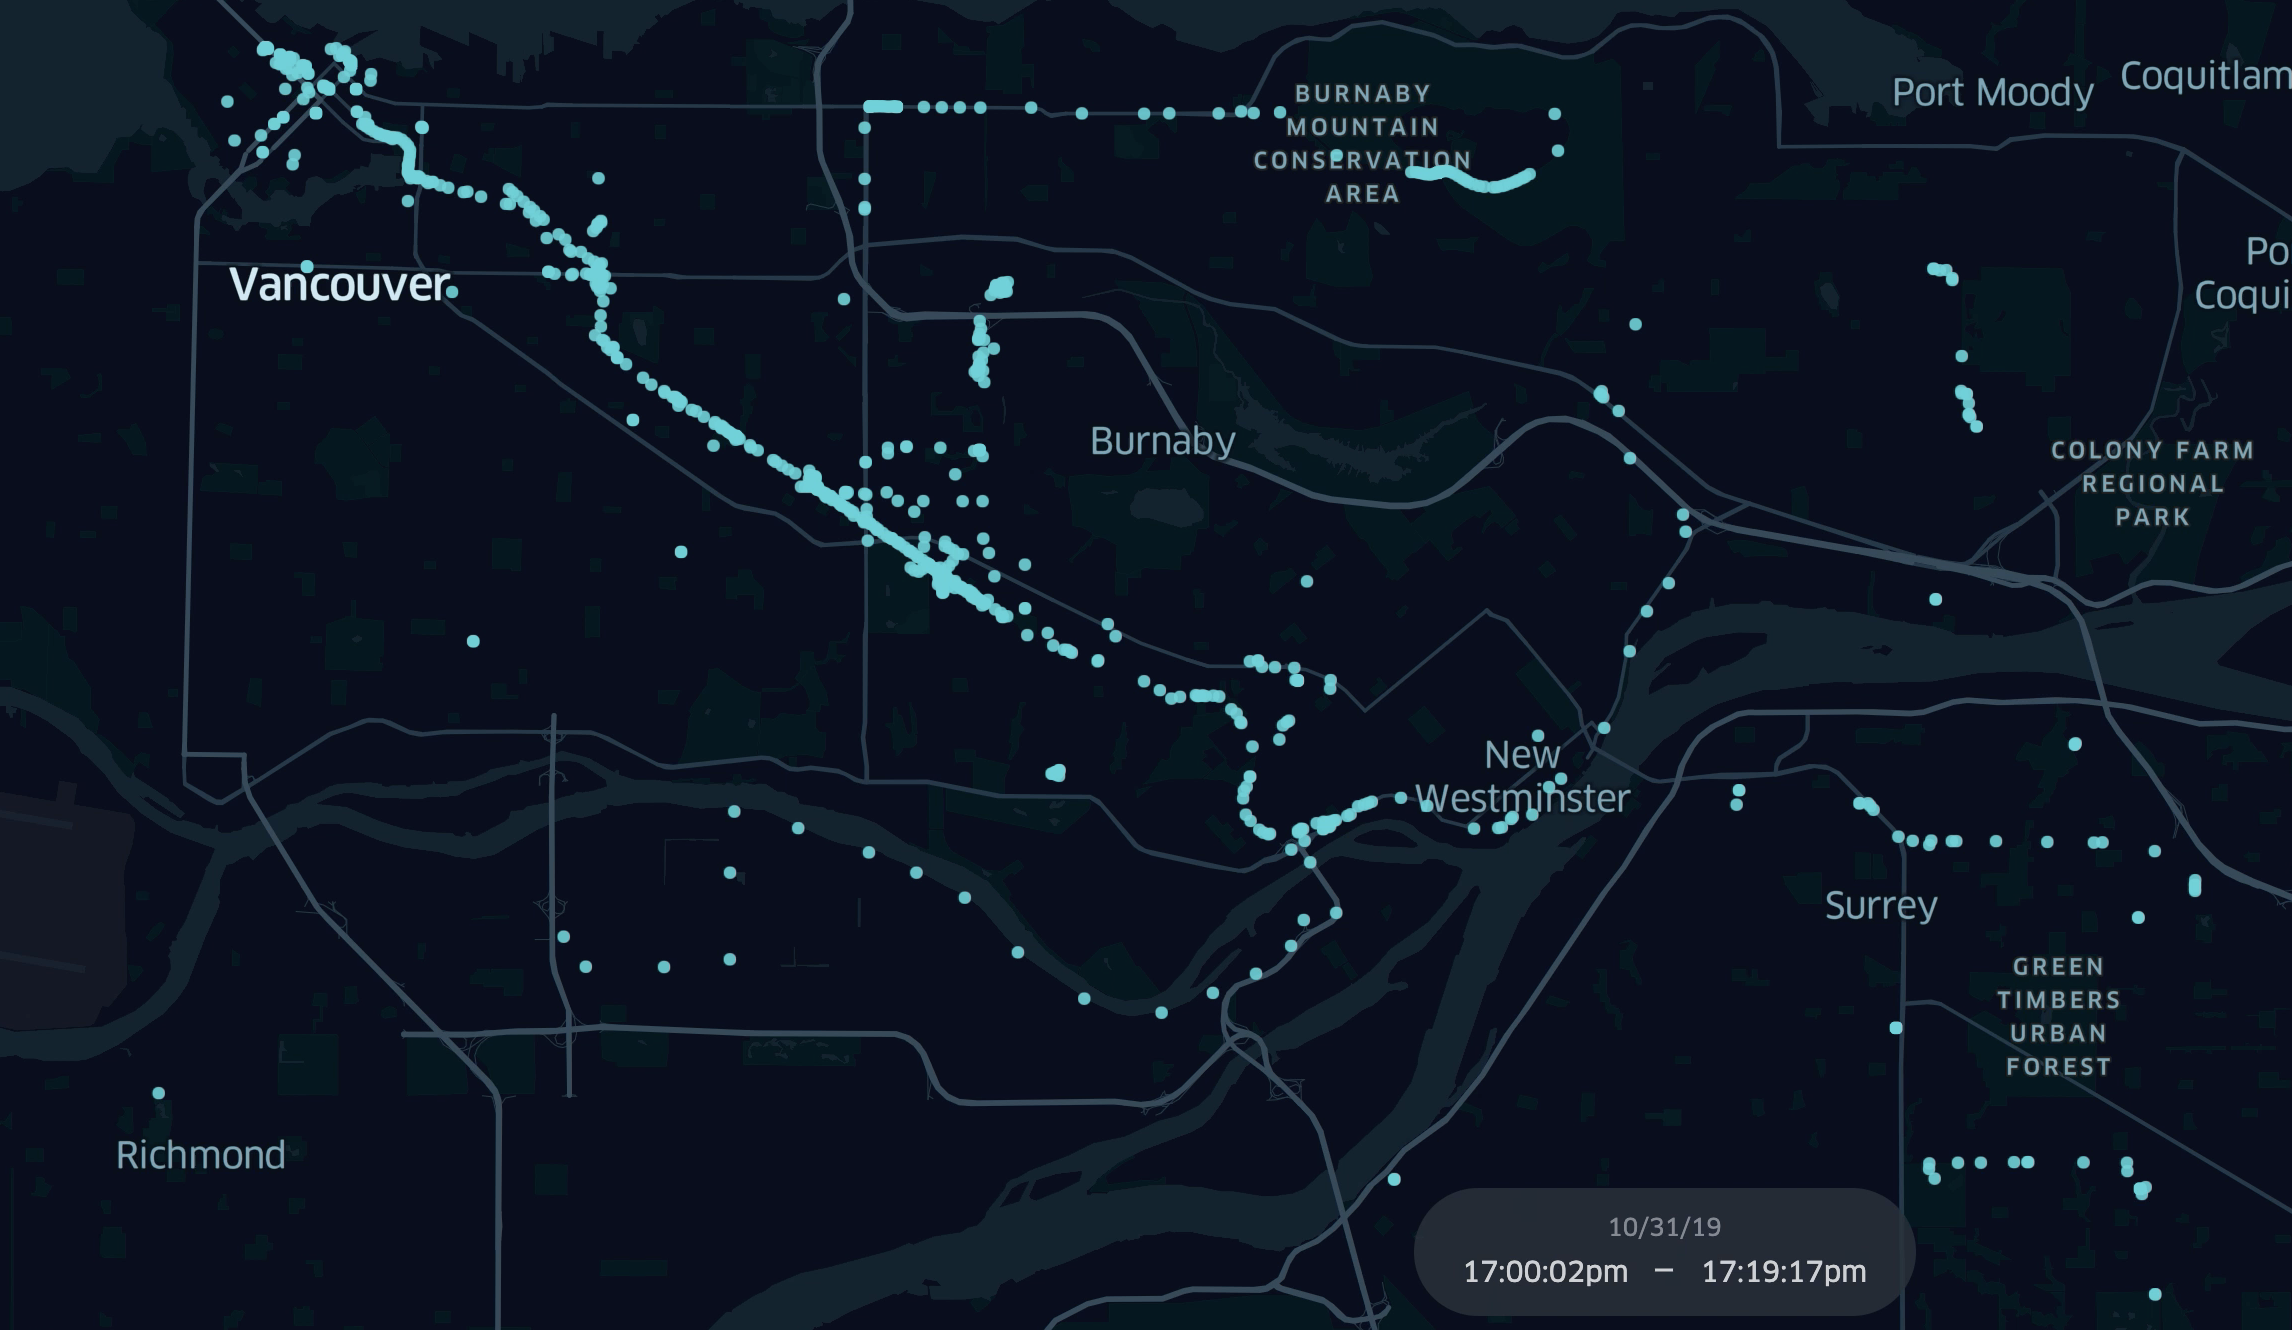 BURNABY
MOUNTAIN
CONSERVATION
AREA
Port Moody
Coquitlam
Vancouver
Po
Coqui
Burnaby
COLONY FARM
REGIONAL
PARK
New
Westminster
Surrey
GREEN
TIMBERS
URBAN
FOREST
Richmond
10/31/19
17:00:02pm – 17:19:17pm